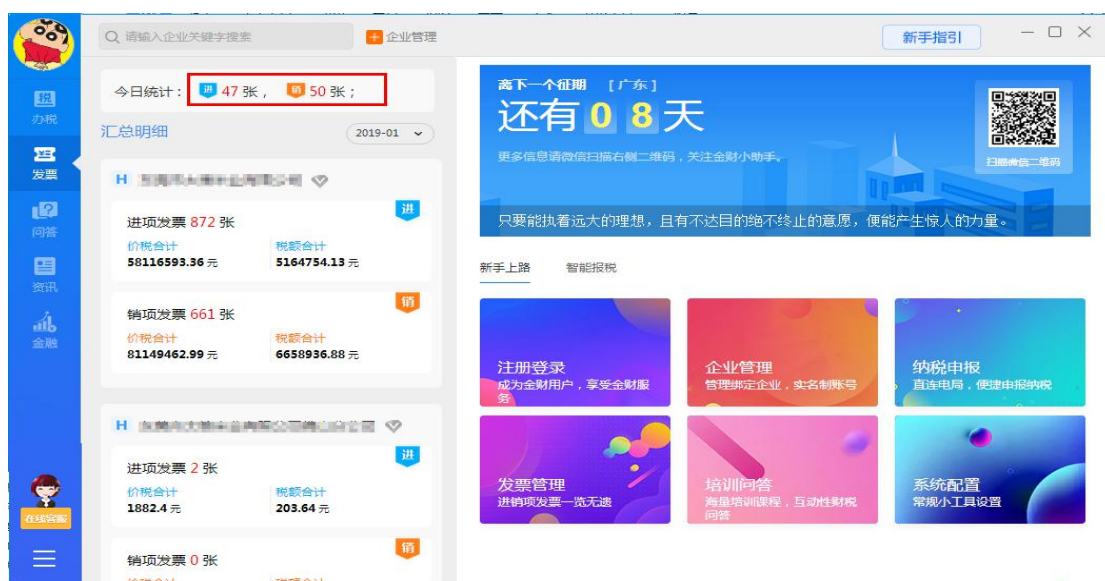 请输入企业关键字搜索
企业管理
新手指引
税
办税
发票
问答
资讯
金融
在线客服
今日统计： 进 47 张， 销 50 张；
汇总明细
2019-01
H
进项发票 872 张
进
价税合计
税额合计
58116593.36 元
5164754.13 元
销项发票 661 张
销
价税合计
税额合计
81149462.99 元
6658936.88 元
H
进项发票 2 张
进
价税合计
税额合计
1882.4 元
203.64 元
销项发票 0 张
销
离下一个征期 [广东]
还有 0 8 天
更多信息请微信扫描右侧二维码，关注金财小助手。
扫描微信二维码
只要能执着远大的理想，且有不达目的绝不终止的意愿，便能产生惊人的力量。
新手上路
智能报税
注册登录
成为金财用户，享受金财服
务
企业管理
管理绑定企业，实名制账号
纳税申报
直连电局，便捷申报纳税
发票管理
进销项发票一览无遗
培训问答
海量培训课程，互动性财税
问答
系统配置
常规小工具设置